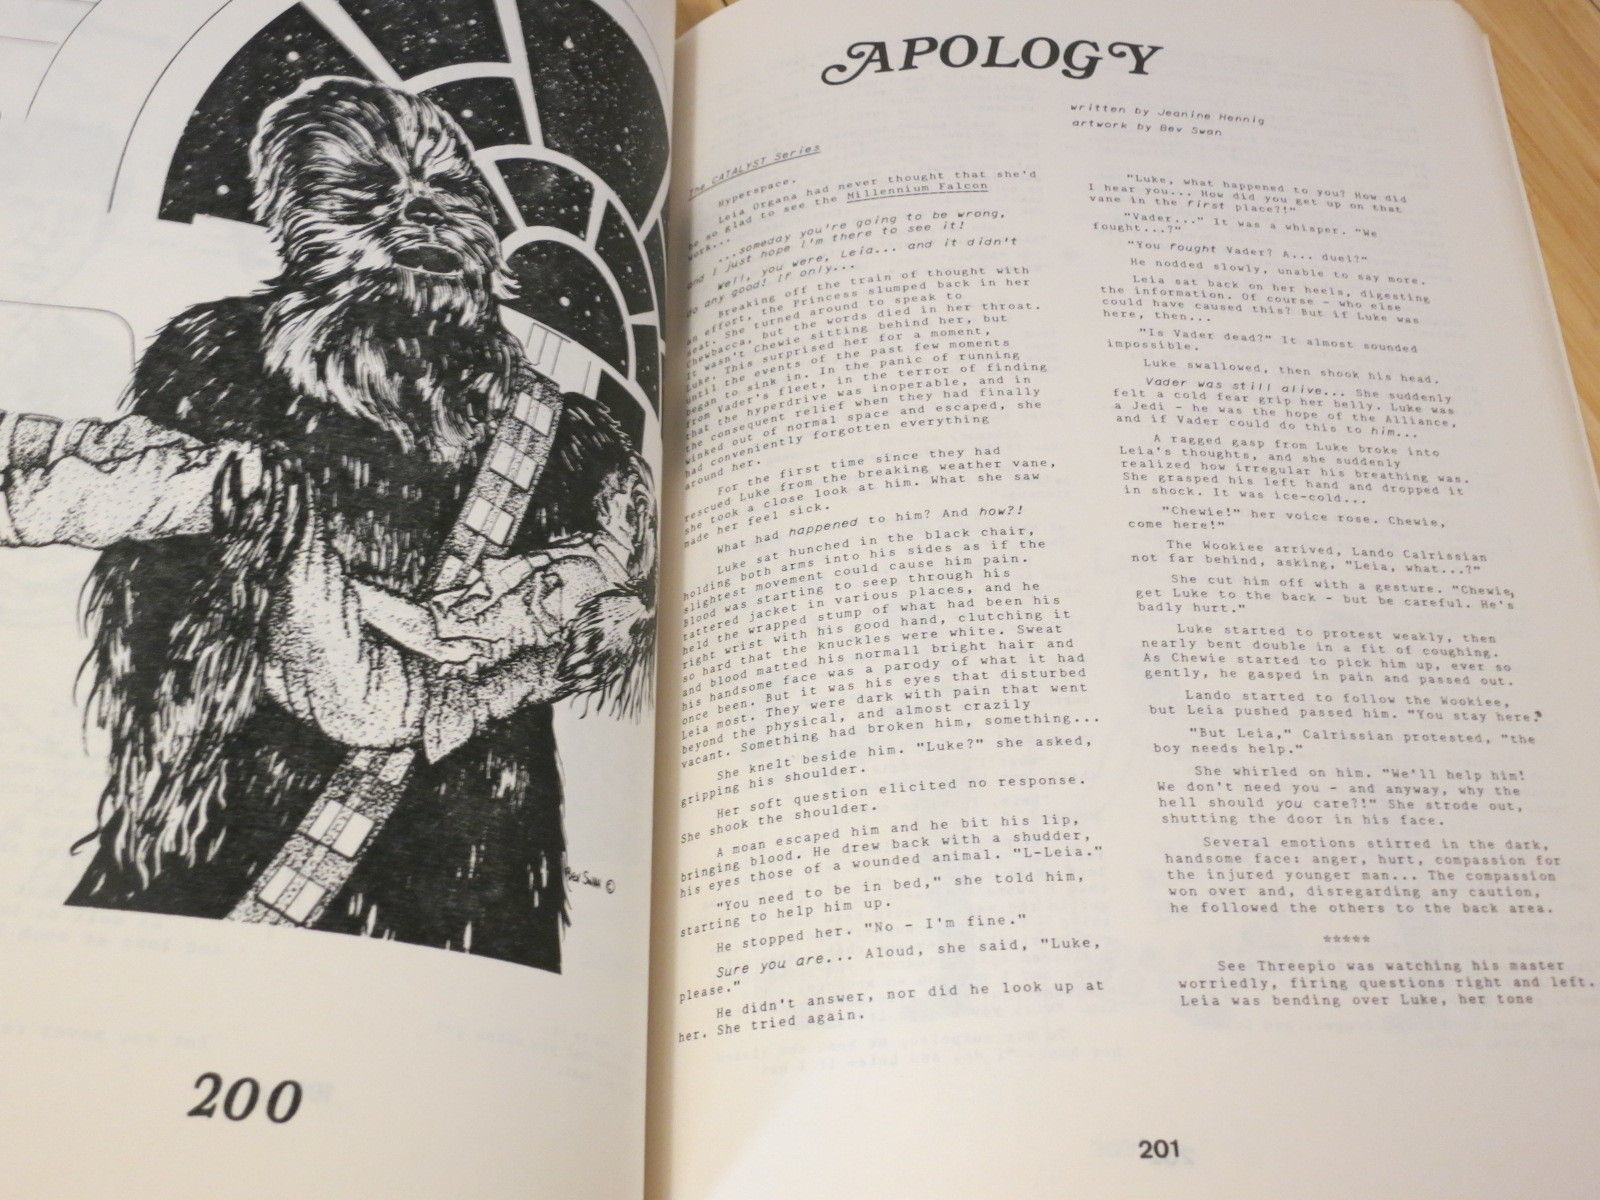 Bev Swan ©
200
APOLOGY
written by Jeanine Hennig
artwork by Bev Swan
The CATALYST Series
Hyperspace.
Leia Organa had never thought that she'd
be so glad to see the Millennium Falcon
work...
...someday you're going to be wrong,
and I just hope I'm there to see it!
Well, you were, Leia... and it didn't
do any good! If only...
Breaking off the train of thought with
an effort, the Princess slumped back in her
seat. She turned around to speak to
Chewbacca, but the words died in her throat.
It wasn't Chewie sitting behind her, but
Luke. This surprised her for a moment,
until the events of the past few moments
began to sink in. In the panic of running
from Vader's fleet, in the terror of finding
that the hyperdrive was inoperable, and in
the consequent relief when they had finally
winked out of normal space and escaped, she
had conveniently forgotten everything
around her.
For the first time since they had
rescued Luke from the breaking weather vane,
she took a close look at him. What she saw
made her feel sick.
What had happened to him? And how?!
Luke sat hunched in the black chair,
holding both arms into his sides as if the
slightest movement could cause him pain.
Blood was starting to seep through his
tattered jacket in various places, and he
held the wrapped stump of what had been his
right wrist with his good hand, clutching it
so hard that the knuckles were white. Sweat
and blood matted his normall bright hair and
his handsome face was a parody of what it had
once been. But it was his eyes that disturbed
Leia most. They were dark with pain that went
beyond the physical, and almost crazily
vacant. Something had broken him, something...
She knelt beside him. "Luke?" she asked,
gripping his shoulder.
Her soft question elicited no response.
She shook the shoulder.
A moan escaped him and he bit his lip,
bringing blood. He drew back with a shudder,
his eyes those of a wounded animal. "L-Leia."
"You need to be in bed," she told him,
starting to help him up.
He stopped her. "No - I'm fine."
Sure you are... Aloud, she said, "Luke,
please."
He didn't answer, nor did he look up at
her. She tried again.
"Luke, what happened to you? How did
I hear you... How did you get up on that
vane in the first place?!"
"Vader..." It was a whisper. "We
fought...?"
"You fought Vader? A... duel?"
He nodded slowly, unable to say more.
Leia sat back on her heels, digesting
the information. Of course - who else
could have caused this? But if Luke was
here, then...
"Is Vader dead?" It almost sounded
impossible.
Luke swallowed, then shook his head.
Vader was still alive... She suddenly
felt a cold fear grip her belly. Luke was
a Jedi - he was the hope of the Alliance,
and if Vader could do this to him...
A ragged gasp from Luke broke into
Leia's thoughts, and she suddenly
realized how irregular his breathing was.
She grasped his left hand and dropped it
in shock. It was ice-cold...
"Chewie!" her voice rose. Chewie,
come here!"
The Wookiee arrived, Lando Calrissian
not far behind, asking, "Leia, what...?"
She cut him off with a gesture. "Chewie,
get Luke to the back - but be careful. He's
badly hurt."
Luke started to protest weakly, then
nearly bent double in a fit of coughing.
As Chewie started to pick him up, ever so
gently, he gasped in pain and passed out.
Lando started to follow the Wookiee,
but Leia pushed passed him. "You stay here."
"But Leia," Calrissian protested, "the
boy needs help."
She whirled on him. "We'll help him!
We don't need you - and anyway, why the
hell should you care?!" She strode out,
shutting the door in his face.
Several emotions stirred in the dark,
handsome face: anger, hurt, compassion for
the injured younger man... The compassion
won over and, disregarding any caution,
he followed the others to the back area.
*****
See Threepio was watching his master
worriedly, firing questions right and left.
Leia was bending over Luke, her tone
201